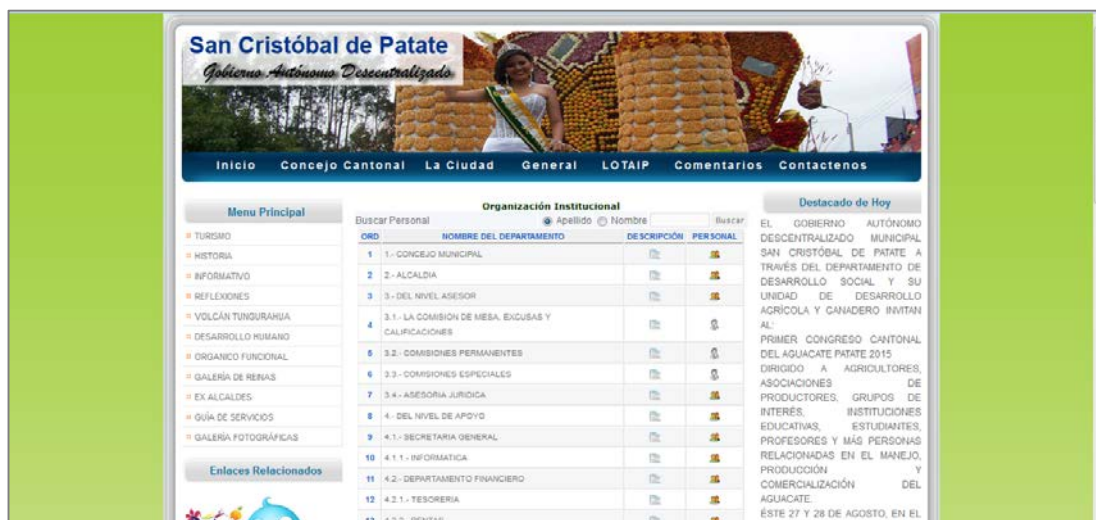 San Cristóbal de Patate
Gobierno Autónomo Descentralizado
Inicio Concejo Cantonal La Ciudad General LOTAIP Comentarios Contactenos
Menu Principal
TURISMO
HISTORIA
INFORMATIVO
REFLEXIONES
VOLCÁN TUNGURAHUA
DESARROLLO HUMANO
ORGANICO FUNCIONAL
GALERÍA DE REINAS
EX ALCALDES
GUÍA DE SERVICIOS
GALERÍA FOTOGRÁFICAS
Enlaces Relacionados
Organización Institucional
Buscar Personal Apellido Nombre Buscar
ORD NOMBRE DEL DEPARTAMENTO DESCRIPCIÓN PERSONAL
1 1.- CONCEJO MUNICIPAL
2 2.- ALCALDIA
3 3.- DEL NIVEL ASESOR
4 3.1.- LA COMISION DE MESA, EXCUSAS Y
CALIFICACIONES
5 3.2.- COMISIONES PERMANENTES
6 3.3.- COMISIONES ESPECIALES
7 3.4.- ASESORIA JURIDICA
8 4.- DEL NIVEL DE APOYO
9 4.1.- SECRETARIA GENERAL
10 4.1.1.- INFORMATICA
11 4.2.- DEPARTAMENTO FINANCIERO
12 4.2.1.- TESORERIA
Destacado de Hoy
EL GOBIERNO AUTÓNOMO
DESCENTRALIZADO MUNICIPAL
SAN CRISTÓBAL DE PATATE A
TRAVÉS DEL DEPARTAMENTO DE
DESARROLLO SOCIAL Y SU
UNIDAD DE DESARROLLO
AGRÍCOLA Y GANADERO INVITAN
AL:
PRIMER CONGRESO CANTONAL
DEL AGUACATE PATATE 2015
DIRIGIDO A AGRICULTORES,
ASOCIACIONES DE
PRODUCTORES, GRUPOS DE
INTERÉS, INSTITUCIONES
EDUCATIVAS, ESTUDIANTES,
PROFESORES Y MÁS PERSONAS
RELACIONADAS EN EL MANEJO,
PRODUCCIÓN Y
COMERCIALIZACIÓN DEL
AGUACATE.
ÉSTE 27 Y 28 DE AGOSTO, EN EL